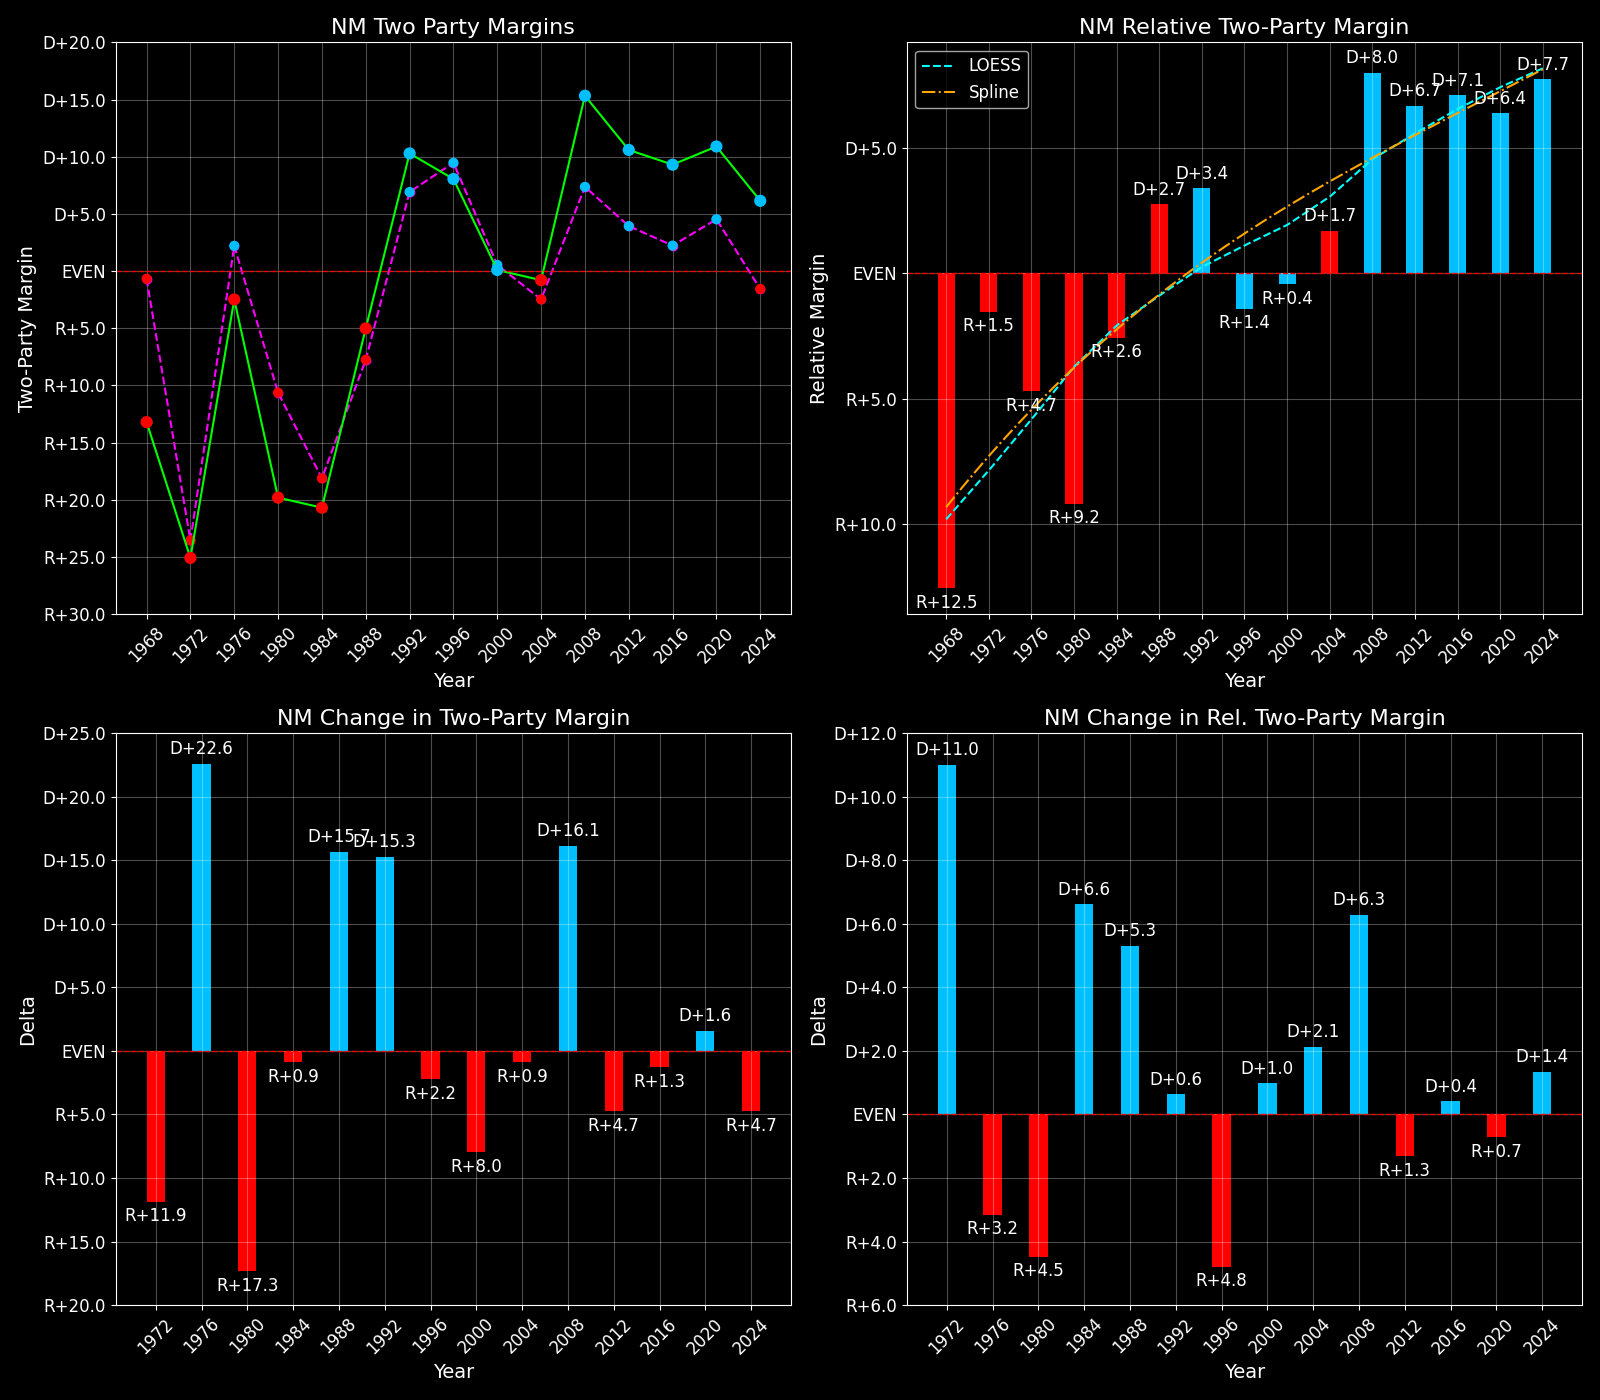 NM Two Party Margins
D+20.0
D+15.0
D+10.0
D+5.0
EVEN
R+5.0
R+10.0
R+15.0
R+20.0
R+25.0
R+30.0
Two-Party Margin
1968
1972
1976
1980
1984
1988
1992
1996
2000
2004
2008
2012
2016
2020
2024
Year
NM Relative Two-Party Margin
LOESS
Spline
D+5.0
EVEN
R+5.0
R+10.0
Relative Margin
R+12.5
R+1.5
R+4.7
R+9.2
R+2.6
D+2.7
D+3.4
R+1.4
R+0.4
D+1.7
D+8.0
D+6.7
D+7.1
D+6.4
D+7.7
1968
1972
1976
1980
1984
1988
1992
1996
2000
2004
2008
2012
2016
2020
2024
Year
NM Change in Two-Party Margin
D+25.0
D+20.0
D+15.0
D+10.0
D+5.0
EVEN
R+5.0
R+10.0
R+15.0
R+20.0
Delta
R+11.9
D+22.6
R+17.3
R+0.9
D+15.7
D+15.3
R+2.2
R+8.0
R+0.9
D+16.1
R+4.7
R+1.3
D+1.6
R+4.7
1972
1976
1980
1984
1988
1992
1996
2000
2004
2008
2012
2016
2020
2024
Year
NM Change in Rel. Two-Party Margin
D+12.0
D+10.0
D+8.0
D+6.0
D+4.0
D+2.0
EVEN
R+2.0
R+4.0
R+6.0
Delta
D+11.0
R+3.2
R+4.5
D+6.6
D+5.3
D+0.6
R+4.8
D+1.0
D+2.1
D+6.3
R+1.3
D+0.4
R+0.7
D+1.4
1972
1976
1980
1984
1988
1992
1996
2000
2004
2008
2012
2016
2020
2024
Year